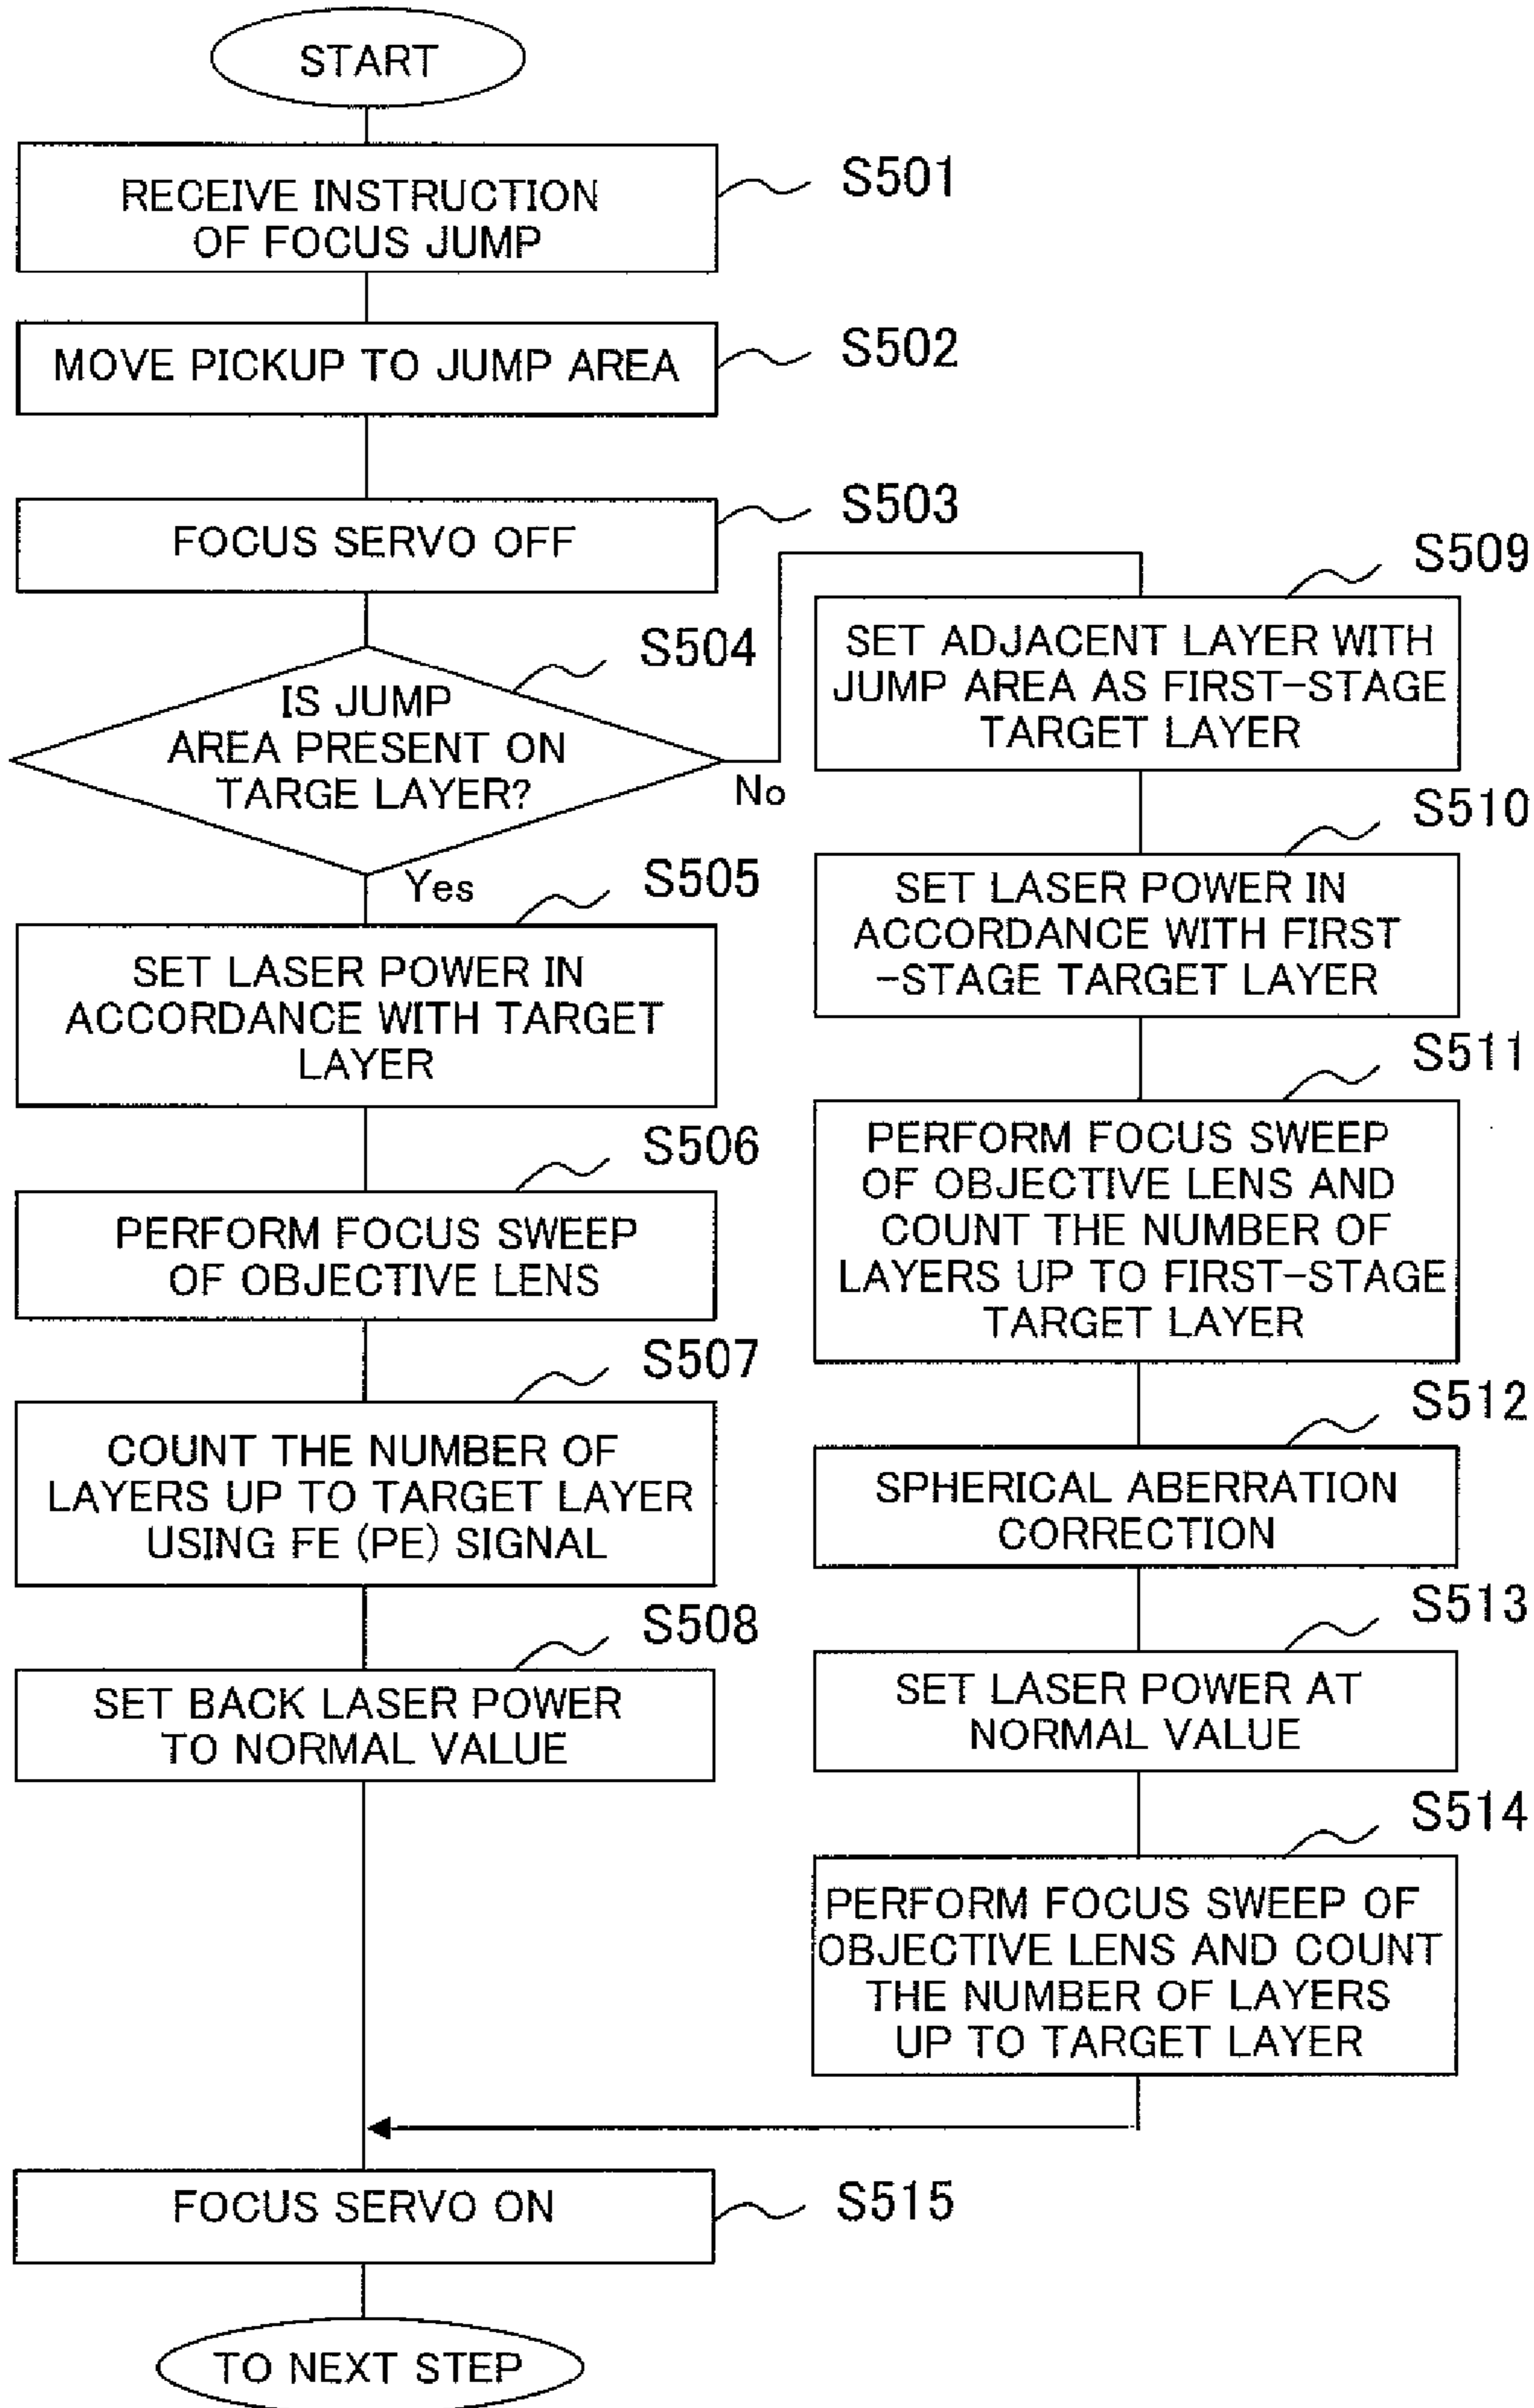 START
RECEIVE INSTRUCTION
OF FOCUS JUMP
S501
MOVE PICKUP TO JUMP AREA
S502
FOCUS SERVO OFF
S503
IS JUMP
AREA PRESENT ON
TARGE LAYER?
S504
No
Yes
SET LASER POWER IN
ACCORDANCE WITH TARGET
LAYER
S505
PERFORM FOCUS SWEEP
OF OBJECTIVE LENS
S506
COUNT THE NUMBER OF
LAYERS UP TO TARGET LAYER
USING FE (PE) SIGNAL
S507
SET BACK LASER POWER
TO NORMAL VALUE
S508
SET ADJACENT LAYER WITH
JUMP AREA AS FIRST-STAGE
TARGET LAYER
S509
SET LASER POWER IN
ACCORDANCE WITH FIRST
-STAGE TARGET LAYER
S510
PERFORM FOCUS SWEEP
OF OBJECTIVE LENS AND
COUNT THE NUMBER OF
LAYERS UP TO FIRST-STAGE
TARGET LAYER
S511
SPHERICAL ABERRATION
CORRECTION
S512
SET LASER POWER AT
NORMAL VALUE
S513
PERFORM FOCUS SWEEP OF
OBJECTIVE LENS AND COUNT
THE NUMBER OF LAYERS
UP TO TARGET LAYER
S514
FOCUS SERVO ON
S515
TO NEXT STEP